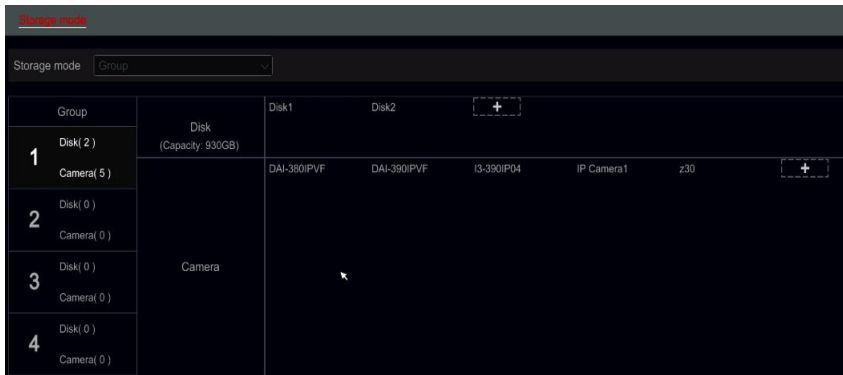 Storage mode
Storage mode Group
Group
1
Disk( 2 )
Camera( 5 )
2
Disk( 0 )
Camera( 0 )
3
Disk( 0 )
Camera( 0 )
4
Disk( 0 )
Camera( 0 )
Disk
(Capacity: 930GB)
Disk1 Disk2 +
Camera
DAI-380IPVF DAI-390IPVF I3-390IP04 IP Camera1 z30 +